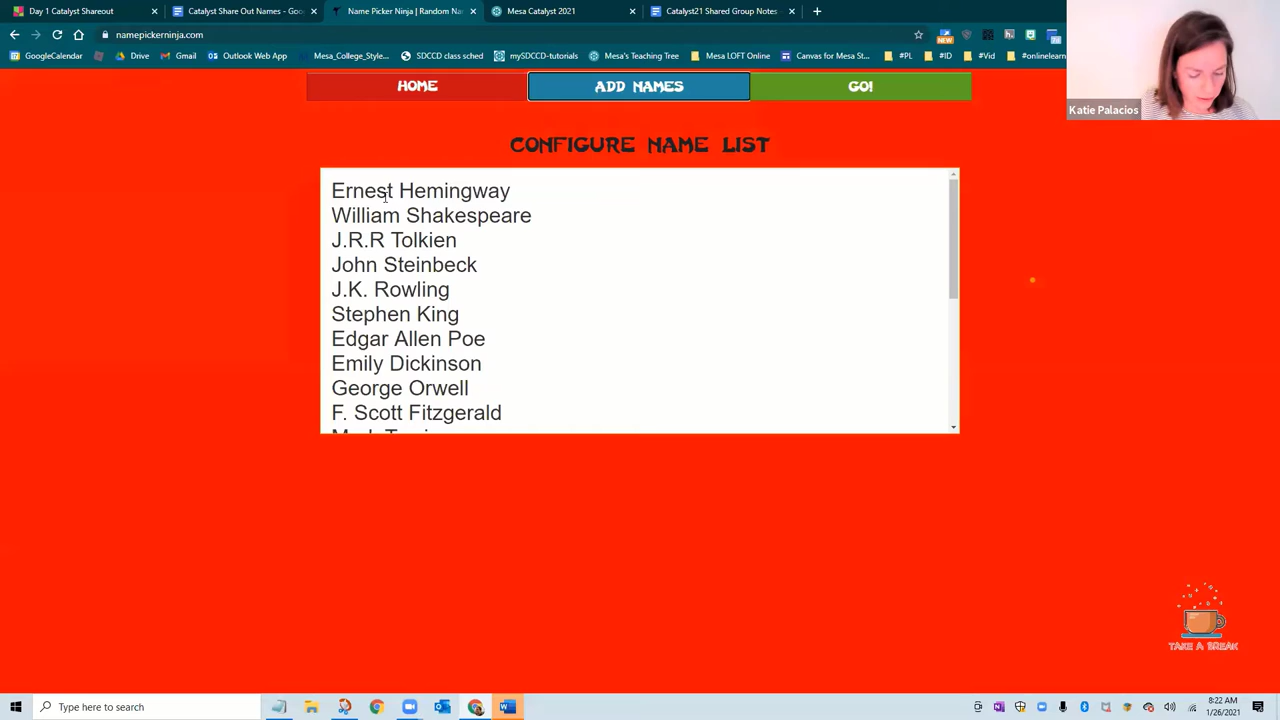 Day 1 Catalyst Shareout
Catalyst Share Out Names - Goo
Name Picker Ninja | Random Na
Mesa Catalyst 2021
Catalyst21 Shared Group Notes
namepickerninja.com
NEW
GoogleCalendar
Drive
Gmail
Outlook Web App
Mesa_College_Style...
SDCCD class sched
mySDCCD-tutorials
Mesa's Teaching Tree
Mesa LOFT Online
Canvas for Mesa St...
#PL
#ID
#Vid
#onlinelearn
Katie Palacios
HOME
ADD NAMES
GO!
CONFIGURE NAME LIST
Ernest Hemingway
William Shakespeare
J.R.R Tolkien
John Steinbeck
J.K. Rowling
Stephen King
Edgar Allen Poe
Emily Dickinson
George Orwell
F. Scott Fitzgerald
TAKE A BREAK
Type here to search
8:22 AM
1/26/2021